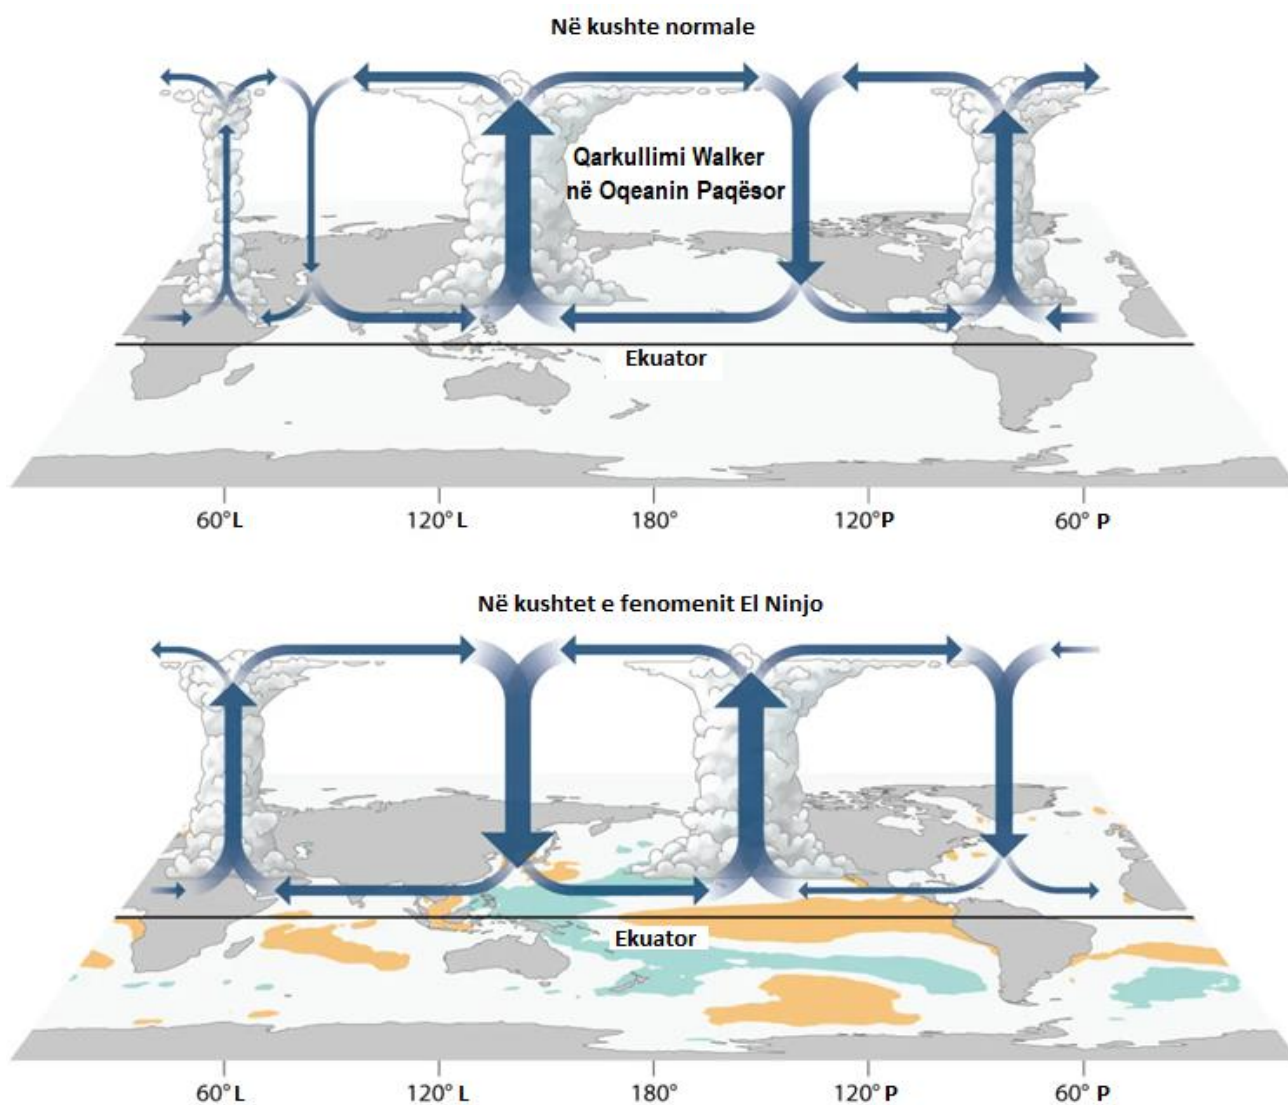 Në kushte normale
Qarkullimi Walker
në Oqeanin Paqësor
Ekuator
60° L 120° L 180° 120° P 60° P
Në kushtet e fenomenit El Ninjo
Ekuator
60° L 120° L 180° 120° P 60° P